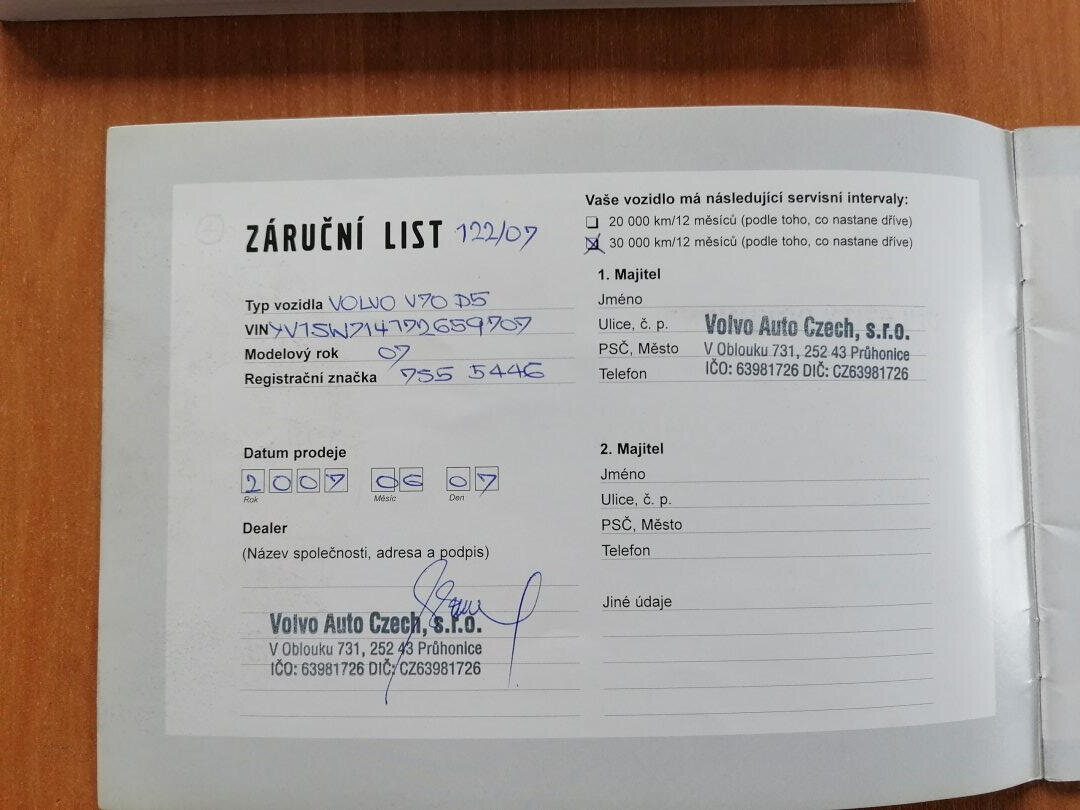 ZÁRUČNÍ LIST 122/07
Typ vozidla VOLVO V70 D5
VIN YV1SW714772659707
Modelový rok 07
Registrační značka 7S5 5446
Datum prodeje
2007 06 07
Rok Měsíc Den
Dealer
(Název společnosti, adresa a podpis)
Volvo Auto Czech, s.r.o.
V Oblouku 731, 252 43 Průhonice
IČO: 63981726 DIČ: CZ63981726
Vaše vozidlo má následující servisní intervaly:
20 000 km/12 měsíců (podle toho, co nastane dříve)
30 000 km/12 měsíců (podle toho, co nastane dříve)
1. Majitel
Jméno
Ulice, č. p.
PSČ, Město
Telefon
Volvo Auto Czech, s.r.o.
V Oblouku 731, 252 43 Průhonice
IČO: 63981726 DIČ: CZ63981726
2. Majitel
Jméno
Ulice, č. p.
PSČ, Město
Telefon
Jiné údaje